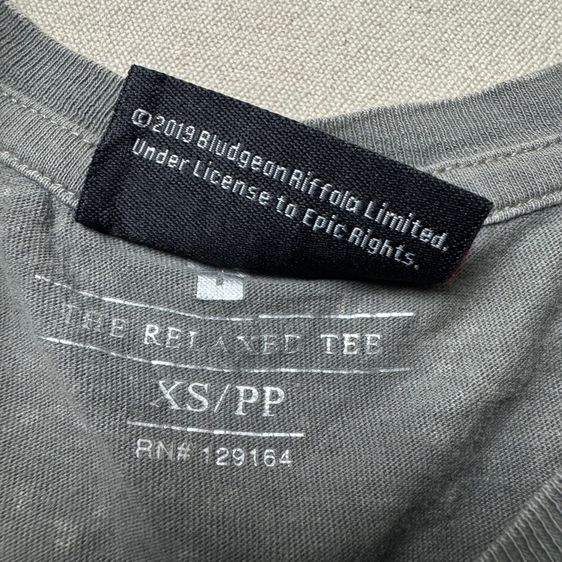 ©2019 Bludgeon Riffola Limited.
Under License to Epic Rights.
THE RELAXED TEE
XS/PP
RN# 129164